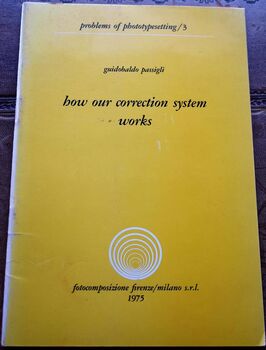 problems of phototypesetting/3
guidobaldo passigli
how our correction system
works
fotocomposizione firenze/milano s.r.l.
1975